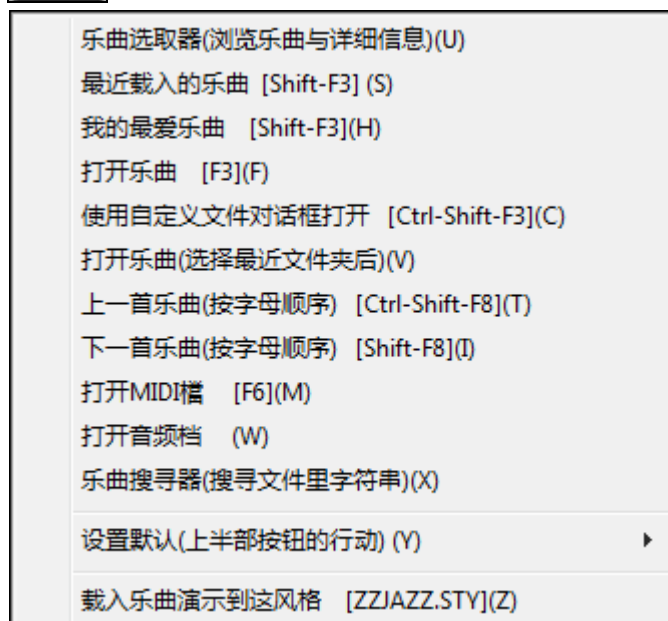 乐曲选取器(浏览乐曲与详细信息)(U)
最近载入的乐曲 [Shift-F3] (S)
我的最爱乐曲 [Shift-F3](H)
打开乐曲 [F3](F)
使用自定义文件对话框打开 [Ctrl-Shift-F3](C)
打开乐曲(选择最近文件夹后)(V)
上一首乐曲(按字母顺序) [Ctrl-Shift-F8](T)
下一首乐曲(按字母顺序) [Shift-F8](I)
打开MIDI檔 [F6](M)
打开音频档 (W)
乐曲搜寻器(搜寻文件里字符串)(X)
设置默认(上半部按钮的行动) (Y)
载入乐曲演示到这风格 [ZZJAZZ.STY](Z)